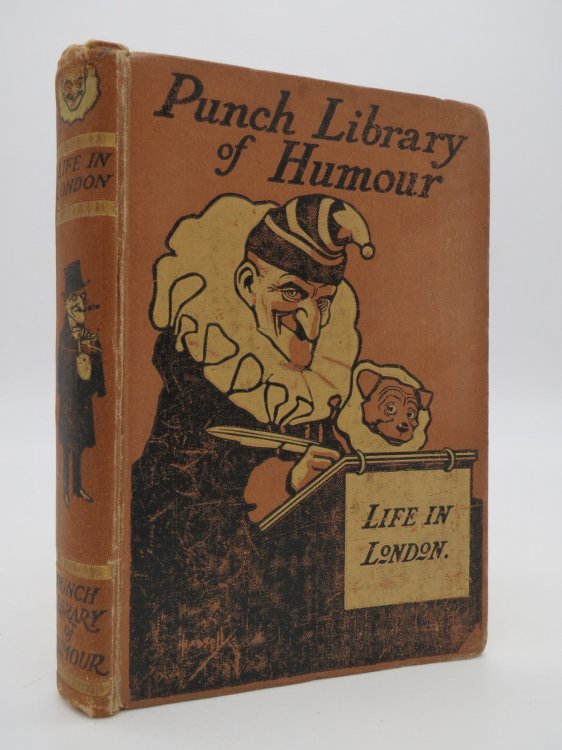 Punch Library
of Humour
LIFE IN
LONDON.
LIFE IN
LONDON
PUNCH
LIBRARY
of
HUMOUR